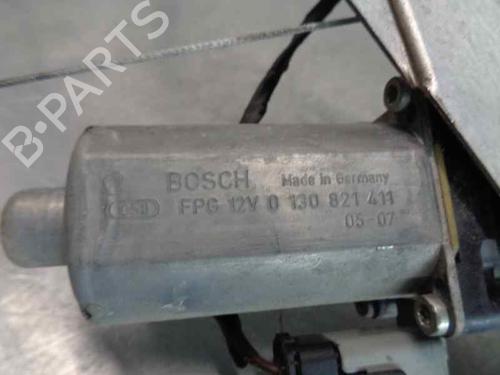 B-PARTS
BOSCH Made in Germany
FPG 12V 0 130 821 411
05-07